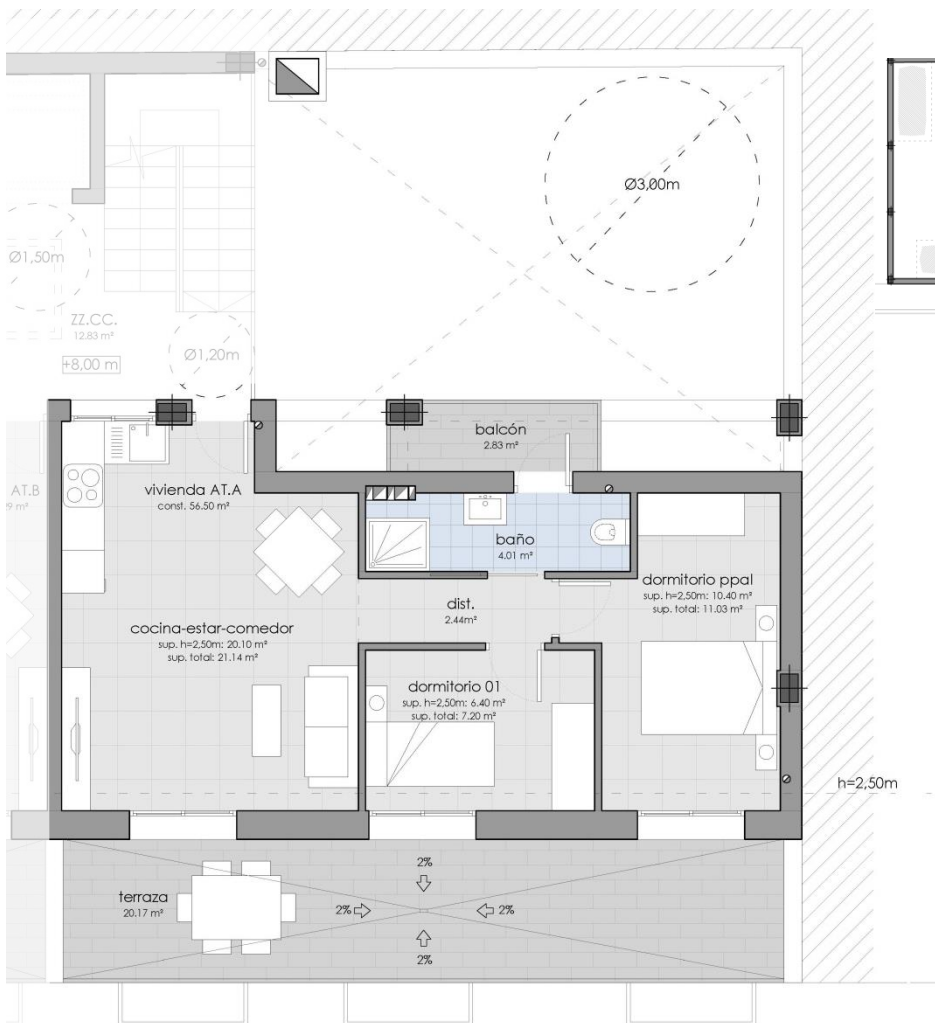 Ø3,00m
Ø1,50m
ZZ.CC.
12.83 m²
+8,00 m
Ø1,20m
balcón
2.83 m²
AT.B
9 m²
vivienda AT.A
const. 56.50 m²
baño
4.01 m²
dormitorio ppal
sup. h=2,50m: 10.40 m²
sup. total: 11.03 m²
dist.
2.44m²
cocina-estar-comedor
sup. h=2,50m: 20.10 m²
sup. total: 21.14 m²
dormitorio 01
sup. h=2,50m: 6.40 m²
sup. total: 7.20 m²
h=2,50m
terraza
20.17 m²
2%
2%
2%
2%